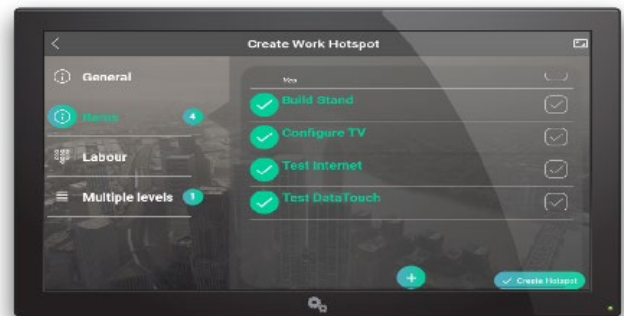 Create Work Hotspot
General
Items 4
Labour
Multiple levels 1
Build Stand
Configure TV
Test Internet
Test DataTouch
Create Hotspot